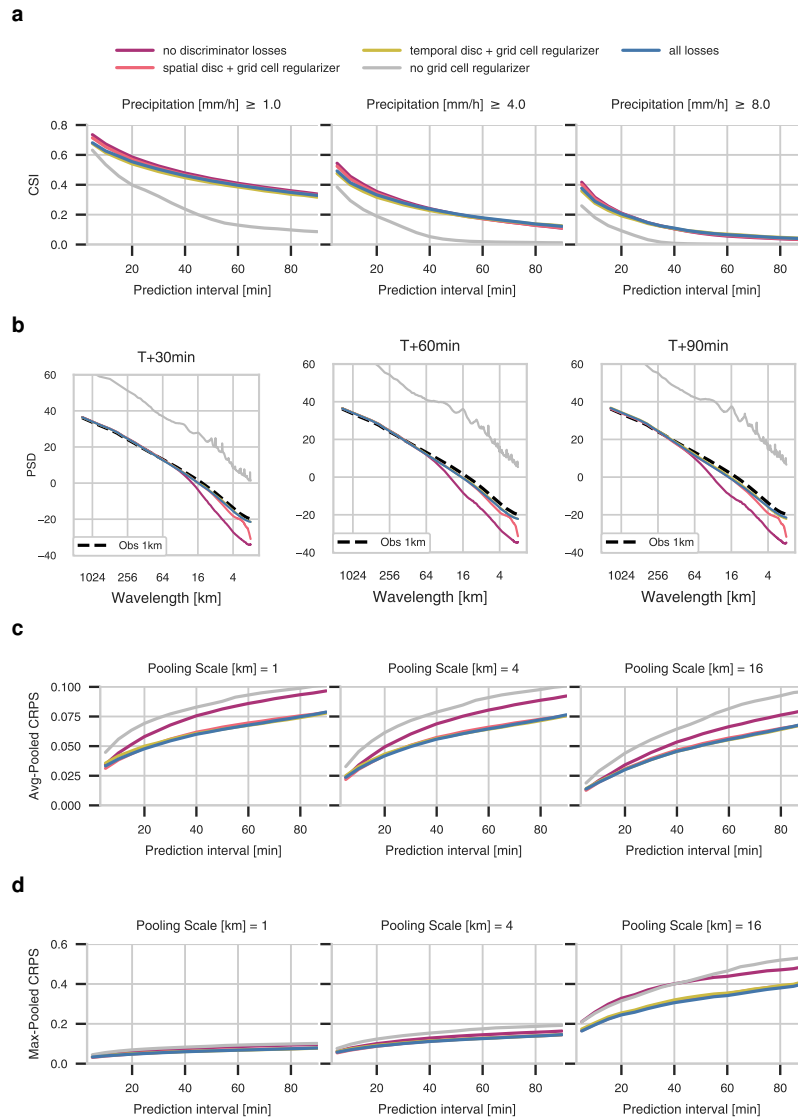 a
no discriminator losses
temporal disc + grid cell regularizer
all losses
spatial disc + grid cell regularizer
no grid cell regularizer
Precipitation [mm/h] ≥ 1.0
Precipitation [mm/h] ≥ 4.0
Precipitation [mm/h] ≥ 8.0
0.8
0.6
0.4
0.2
0.0
CSI
20 40 60 80
20 40 60 80
20 40 60 80
Prediction interval [min]
Prediction interval [min]
Prediction interval [min]
b
T+30min
T+60min
T+90min
60
40
20
0
−20
−40
PSD
Obs 1km
1024 256 64 16 4
Wavelength [km]
60
40
20
0
−20
−40
Obs 1km
1024 256 64 16 4
Wavelength [km]
60
40
20
0
−20
−40
Obs 1km
1024 256 64 16 4
Wavelength [km]
c
Pooling Scale [km] = 1
Pooling Scale [km] = 4
Pooling Scale [km] = 16
0.100
0.075
0.050
0.025
0.000
Avg-Pooled CRPS
20 40 60 80
20 40 60 80
20 40 60 80
Prediction interval [min]
Prediction interval [min]
Prediction interval [min]
d
Pooling Scale [km] = 1
Pooling Scale [km] = 4
Pooling Scale [km] = 16
0.6
0.4
0.2
0.0
Max-Pooled CRPS
20 40 60 80
20 40 60 80
20 40 60 80
Prediction interval [min]
Prediction interval [min]
Prediction interval [min]